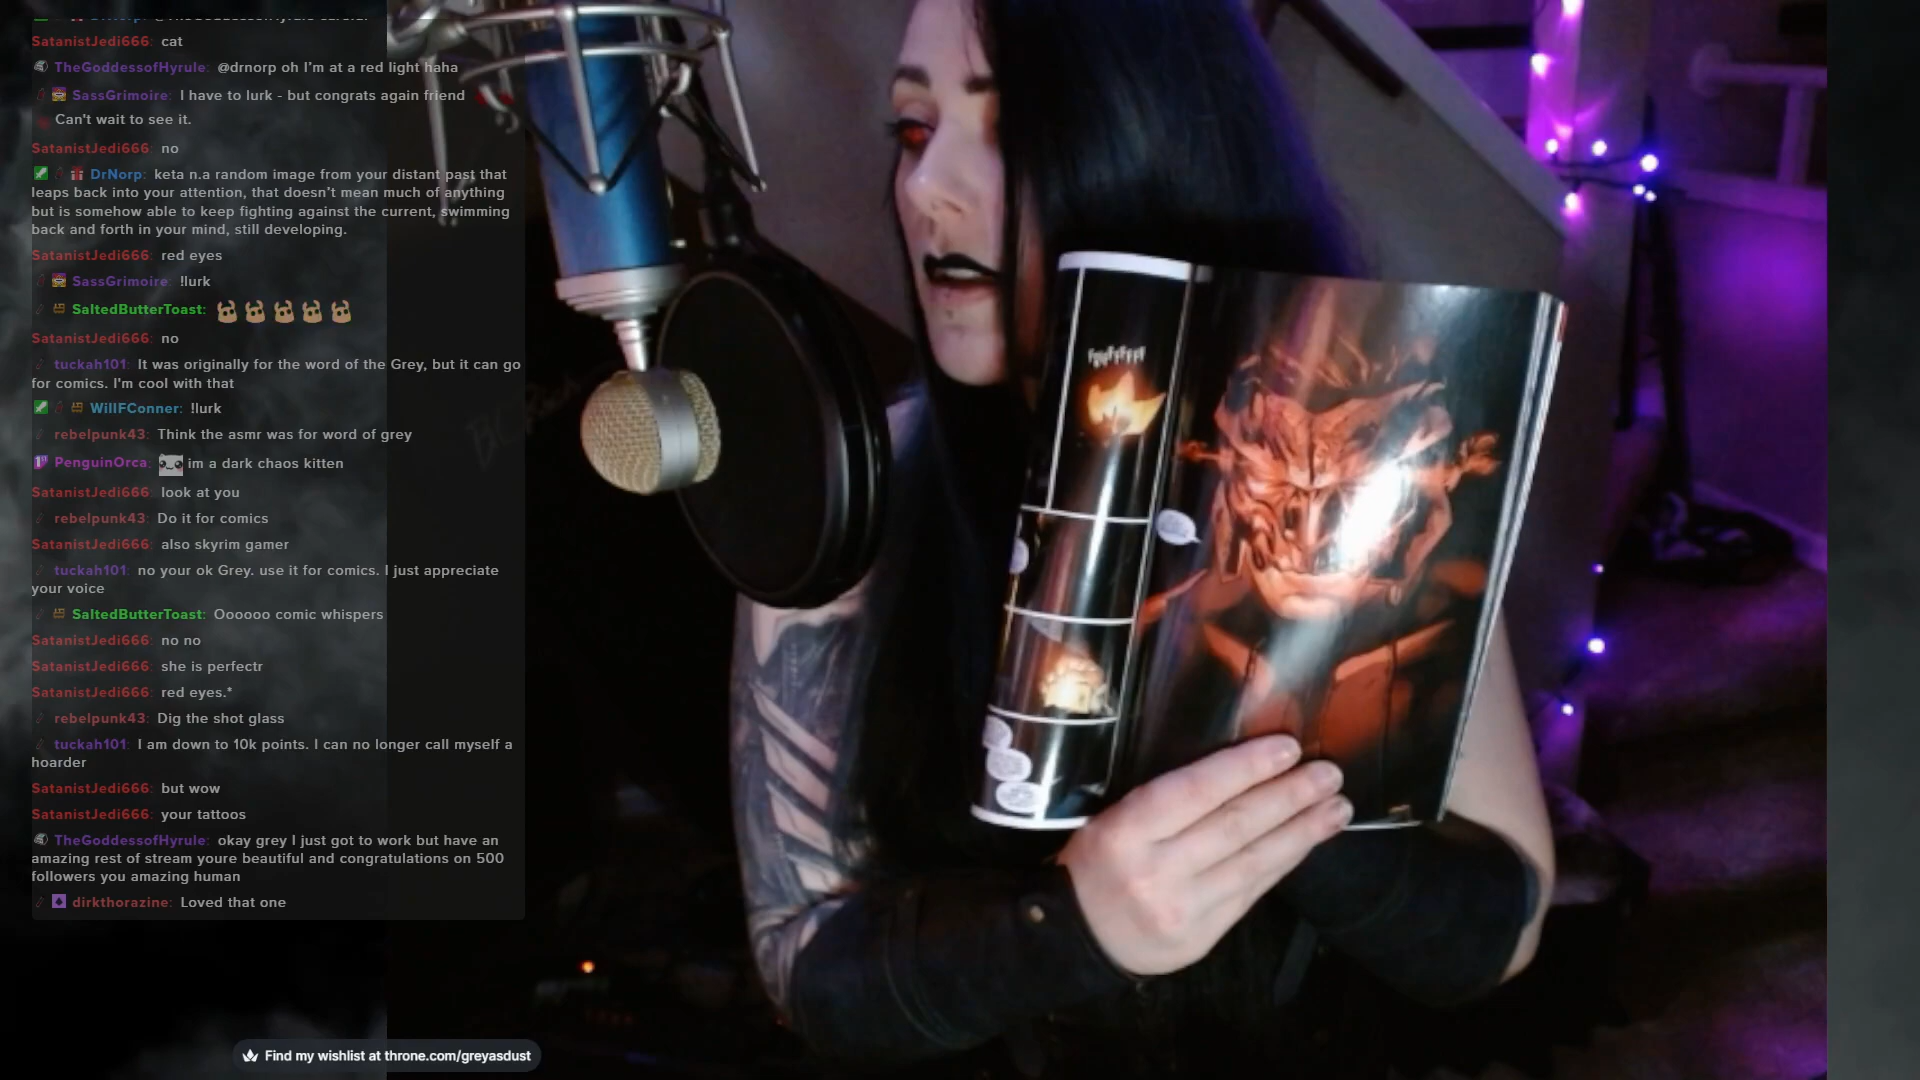 SatanistJedi666: cat
TheGoddessofHyrule: @drnorp oh I'm at a red light haha
SassGrimoire: I have to lurk - but congrats again friend
Can't wait to see it.
SatanistJedi666: no
DrNorp: keta n.a random image from your distant past that
leaps back into your attention, that doesn't mean much of anything
but is somehow able to keep fighting against the current, swimming
back and forth in your mind, still developing.
SatanistJedi666: red eyes
SassGrimoire: !lurk
SaltedButterToast:
SatanistJedi666: no
tuckah101: It was originally for the word of the Grey, but it can go
for comics. I'm cool with that
WillFConner: !lurk
rebelpunk43: Think the asmr was for word of grey
PenguinOrca: im a dark chaos kitten
SatanistJedi666: look at you
rebelpunk43: Do it for comics
SatanistJedi666: also skyrim gamer
tuckah101: no your ok Grey. use it for comics. I just appreciate
your voice
SaltedButterToast: Oooooo comic whispers
SatanistJedi666: no no
SatanistJedi666: she is perfectr
SatanistJedi666: red eyes.*
rebelpunk43: Dig the shot glass
tuckah101: I am down to 10k points. I can no longer call myself a
hoarder
SatanistJedi666: but wow
SatanistJedi666: your tattoos
TheGoddessofHyrule: okay grey I just got to work but have an
amazing rest of stream youre beautiful and congratulations on 500
followers you amazing human
dirkthorazine: Loved that one
Find my wishlist at throne.com/greyasdust